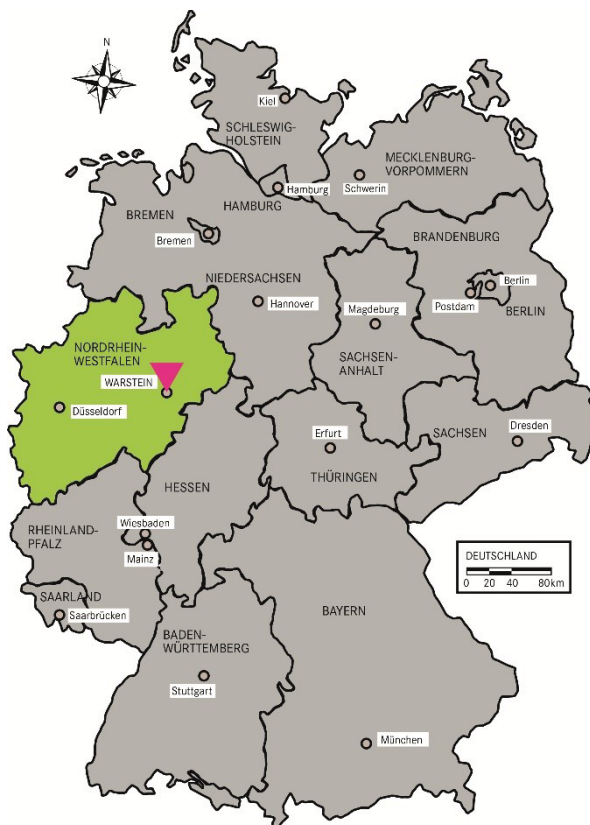 N
Kiel
SCHLESWIG-
HOLSTEIN
MECKLENBURG-
VORPOMMERN
Schwerin
Hamburg
HAMBURG
BREMEN
Bremen
BRANDENBURG
NIEDERSACHSEN
Hannover
Berlin
Postdam
BERLIN
Magdeburg
SACHSEN-
ANHALT
NORDRHEIN-
WESTFALEN
WARSTEIN
Düsseldorf
Erfurt
THÜRINGEN
SACHSEN
Dresden
HESSEN
Wiesbaden
Mainz
RHEINLAND-
PFALZ
SAARLAND
Saarbrücken
DEUTSCHLAND
0 20 40 80km
BAYERN
BADEN-
WÜRTTEMBERG
Stuttgart
München